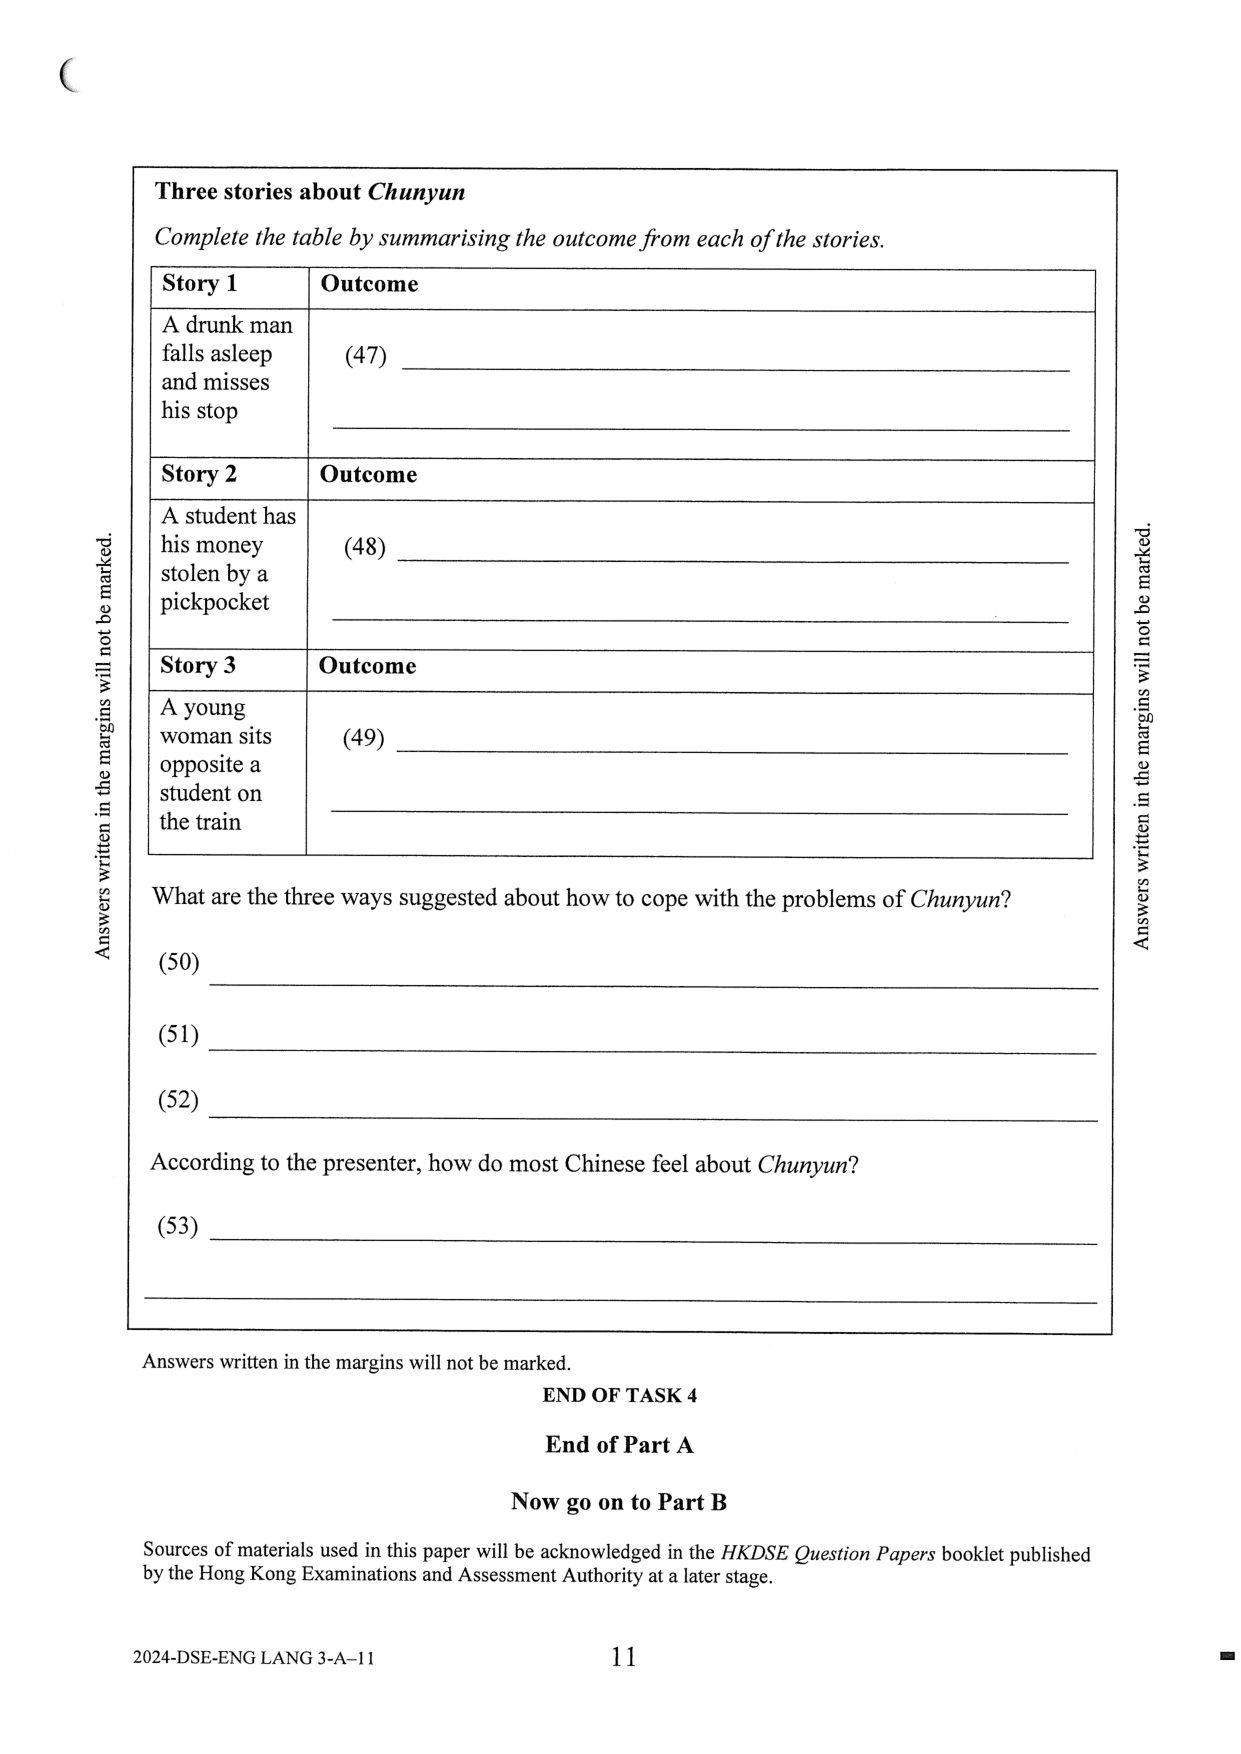 Three stories about Chunyun
Complete the table by summarising the outcome from each of the stories.
Story 1 Outcome
A drunk man
falls asleep
and misses
his stop
(47)
Story 2 Outcome
A student has
his money
stolen by a
pickpocket
(48)
Story 3 Outcome
A young
woman sits
opposite a
student on
the train
(49)
What are the three ways suggested about how to cope with the problems of Chunyun?
(50)
(51)
(52)
According to the presenter, how do most Chinese feel about Chunyun?
(53)
Answers written in the margins will not be marked.
Answers written in the margins will not be marked.
Answers written in the margins will not be marked.
END OF TASK 4
End of Part A
Now go on to Part B
Sources of materials used in this paper will be acknowledged in the HKDSE Question Papers booklet published
by the Hong Kong Examinations and Assessment Authority at a later stage.
2024-DSE-ENG LANG 3-A–11 11